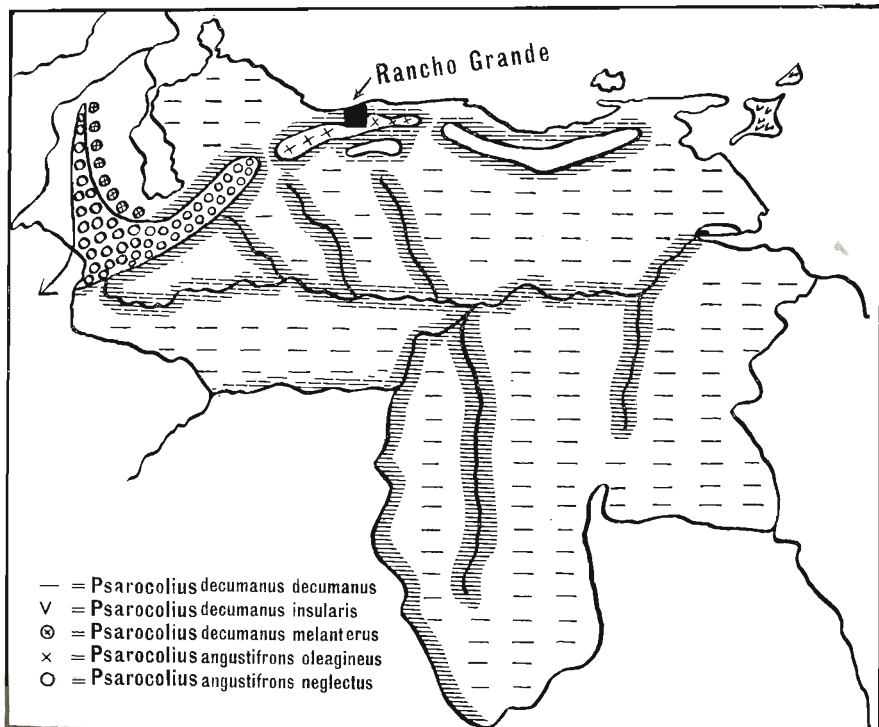 Rancho Grande
— = Psarocolius decumanus decumanus
V = Psarocolius decumanus insularis
⊗ = Psarocolius decumanus melanterus
× = Psarocolius angustifrons oleagineus
○ = Psarocolius angustifrons neglectus